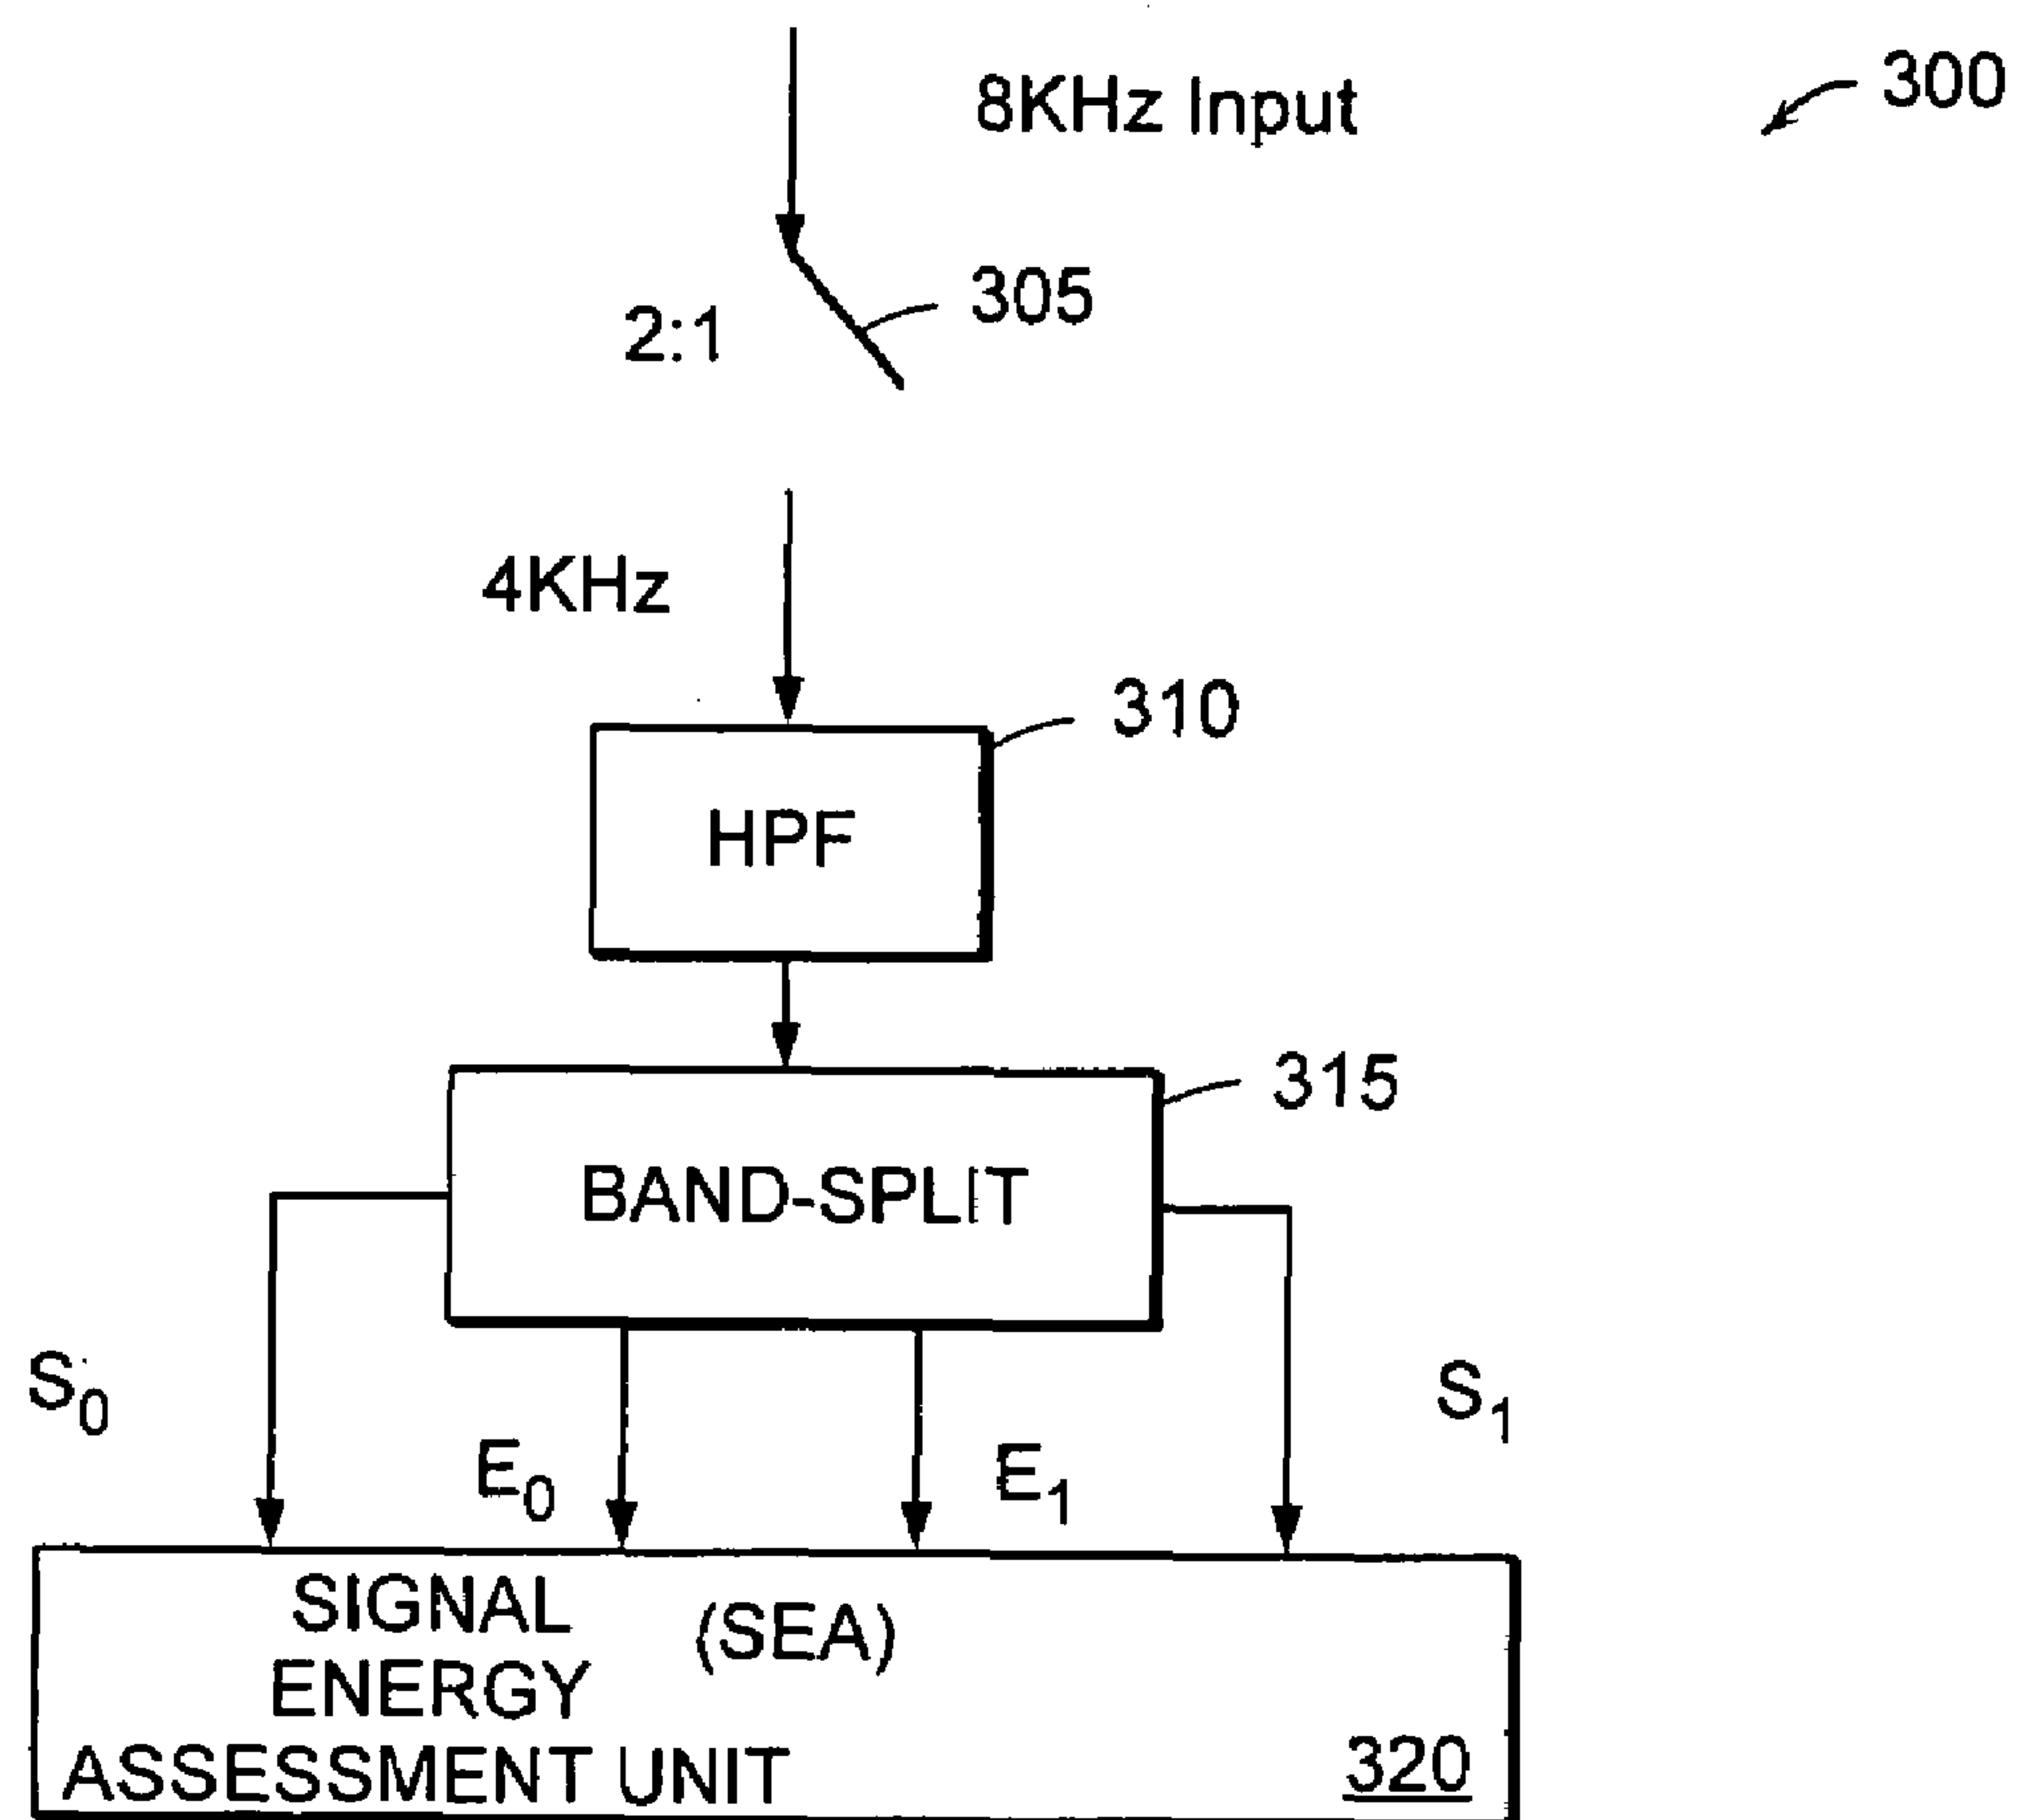 8KHz Input
300
2:1
305
4KHz
310
HPF
315
BAND-SPLIT
S0
E0
E1
S1
SIGNAL
ENERGY
ASSESSMENT UNIT
(SEA)
320